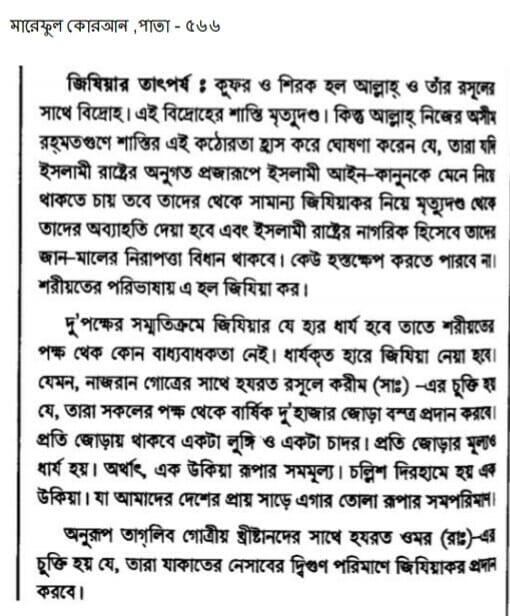 মারেফুল কোরআন ,পাতা - ৫৬৬
জিযিয়ার তাৎপর্য : কূফর ও শিরক হল আল্লাহ্ ও তাঁর রসূলের
সাথে বিদ্রোহ। এই বিদ্রোহের শাস্তি মৃত্যুদণ্ড। কিন্তু আল্লাহ্ নিজের অসীম
রহমতগুণে শাস্তির এই কঠোরতা হ্রাস করে ঘোষণা করেন যে, তারা যদি
ইসলামী রাষ্ট্রের অনুগত প্রজারূপে ইসলামী আইন-কানুনকে মেনে নিয়ে
থাকতে চায় তবে তাদের থেকে সামান্য জিযিয়াকর নিয়ে মৃত্যুদণ্ড থেকে
তাদের অব্যাহতি দেয়া হবে এবং ইসলামী রাষ্ট্রের নাগরিক হিসেবে তাদের
জান-মালের নিরাপত্তা বিধান থাকবে। কেউ হস্তক্ষেপ করতে পারবে না।
শরীয়তের পরিভাষায় এ হল জিযিয়া কর।
দু'পক্ষের সম্মতিক্রমে জিযিয়ার যে হার ধার্য হবে তাতে শরীয়তের
পক্ষ থেক কোন বাধ্যবাধকতা নেই। ধার্যকৃত হারে জিযিয়া নেয়া হবে।
যেমন, নাজরান গোত্রের সাথে হযরত রসূলে করীম (সাঃ) -এর চুক্তি হয়
যে, তারা সকলের পক্ষ থেকে বার্ষিক দু'হাজার জোড়া বস্ত্র প্রদান করবে।
প্রতি জোড়ায় থাকবে একটা লুঙ্গি ও একটা চাদর। প্রতি জোড়ার মূল্যও
ধার্য হয়। অর্থাৎ, এক উকিয়া রূপার সমমূল্য। চল্লিশ দিরহামে হয় এক
উকিয়া। যা আমাদের দেশের প্রায় সাড়ে এগার তোলা রূপার সমপরিমাণ।
অনুরূপ তাগ্‌লিব গোত্রীয় খ্রীষ্টানদের সাথে হযরত ওমর (রাঃ)-এর
চুক্তি হয় যে, তারা যাকাতের নেসাবের দ্বিগুণ পরিমাণে জিযিয়াকর প্রদান
করবে।